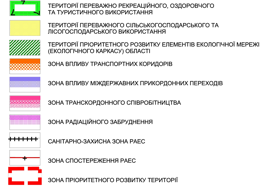 ТЕРИТОРІЇ ПЕРЕВАЖНО РЕКРЕАЦІЙНОГО, ОЗДОРОВЧОГО
ТА ТУРИСТИЧНОГО ВИКОРИСТАННЯ
ТЕРИТОРІЇ ПЕРЕВАЖНОГО СІЛЬСЬКОГОСПОДАРСЬКОГО ТА
ЛІСОГОСПОДАРСЬКОГО ВИКОРИСТАННЯ
ТЕРИТОРІЇ ПРІОРИТЕТНОГО РОЗВИТКУ ЕЛЕМЕНТІВ ЕКОЛОГІЧНОЇ МЕРЕЖІ
(ЕКОЛОГІЧНОГО КАРКАСУ) ОБЛАСТІ
ЗОНА ВПЛИВУ ТРАНСПОРТНИХ КОРИДОРІВ
ЗОНА ВПЛИВУ МІЖДЕРЖАВНИХ ПРИКОРДОННИХ ПЕРЕХОДІВ
ЗОНА ТРАНСКОРДОННОГО СПІВРОБІТНИЦТВА
ЗОНА РАДІАЦІЙНОГО ЗАБРУДНЕННЯ
САНІТАРНО-ЗАХИСНА ЗОНА РАЕС
ЗОНА СПОСТЕРЕЖЕННЯ РАЕС
ЗОНА ПРІОРИТЕТНОГО РОЗВИТКУ ТЕРИТОРІЇ